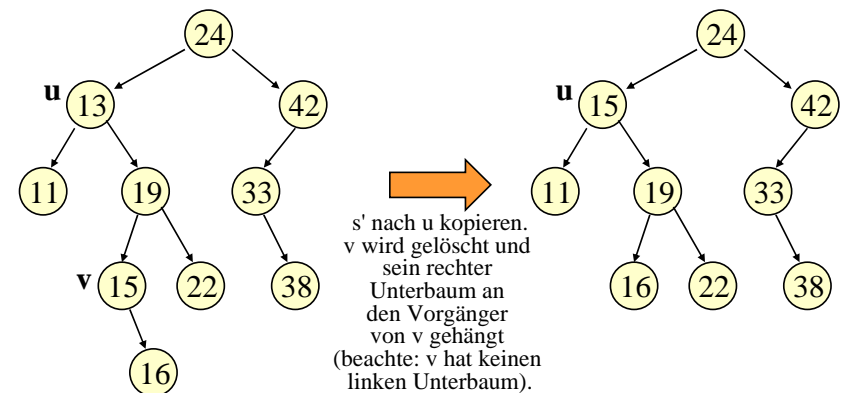 24
24
u 13
42
u 15
42
11
19
33
11
19
33
s' nach u kopieren.
v wird gelöscht und
sein rechter
Unterbaum an
den Vorgänger
von v gehängt
(beachte: v hat keinen
linken Unterbaum).
v 15
22
38
16
22
38
16